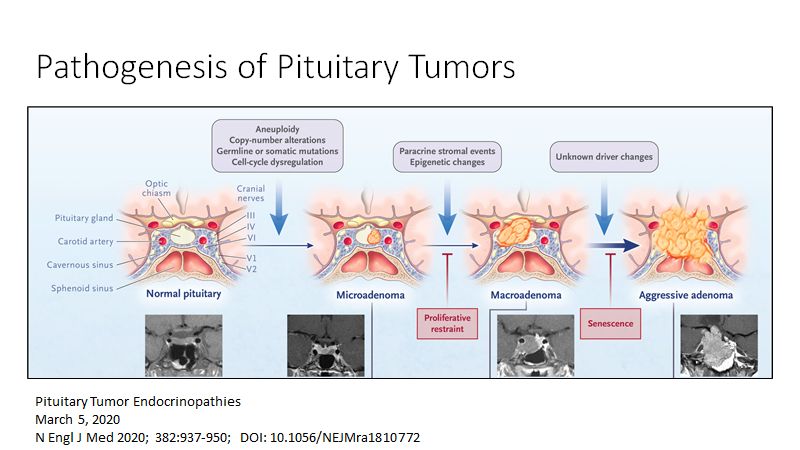 Pathogenesis of Pituitary Tumors
Aneuploidy
Copy-number alterations
Germline or somatic mutations
Cell-cycle dysregulation
Paracrine stromal events
Epigenetic changes
Unknown driver changes
Optic
chiasm
Cranial
nerves
Pituitary gland
Carotid artery
Cavernous sinus
Sphenoid sinus
III
IV
VI
V1
V2
Normal pituitary
Microadenoma
Macroadenoma
Aggressive adenoma
Proliferative
restraint
Senescence
Pituitary Tumor Endocrinopathies
March 5, 2020
N Engl J Med 2020; 382:937-950; DOI: 10.1056/NEJMra1810772